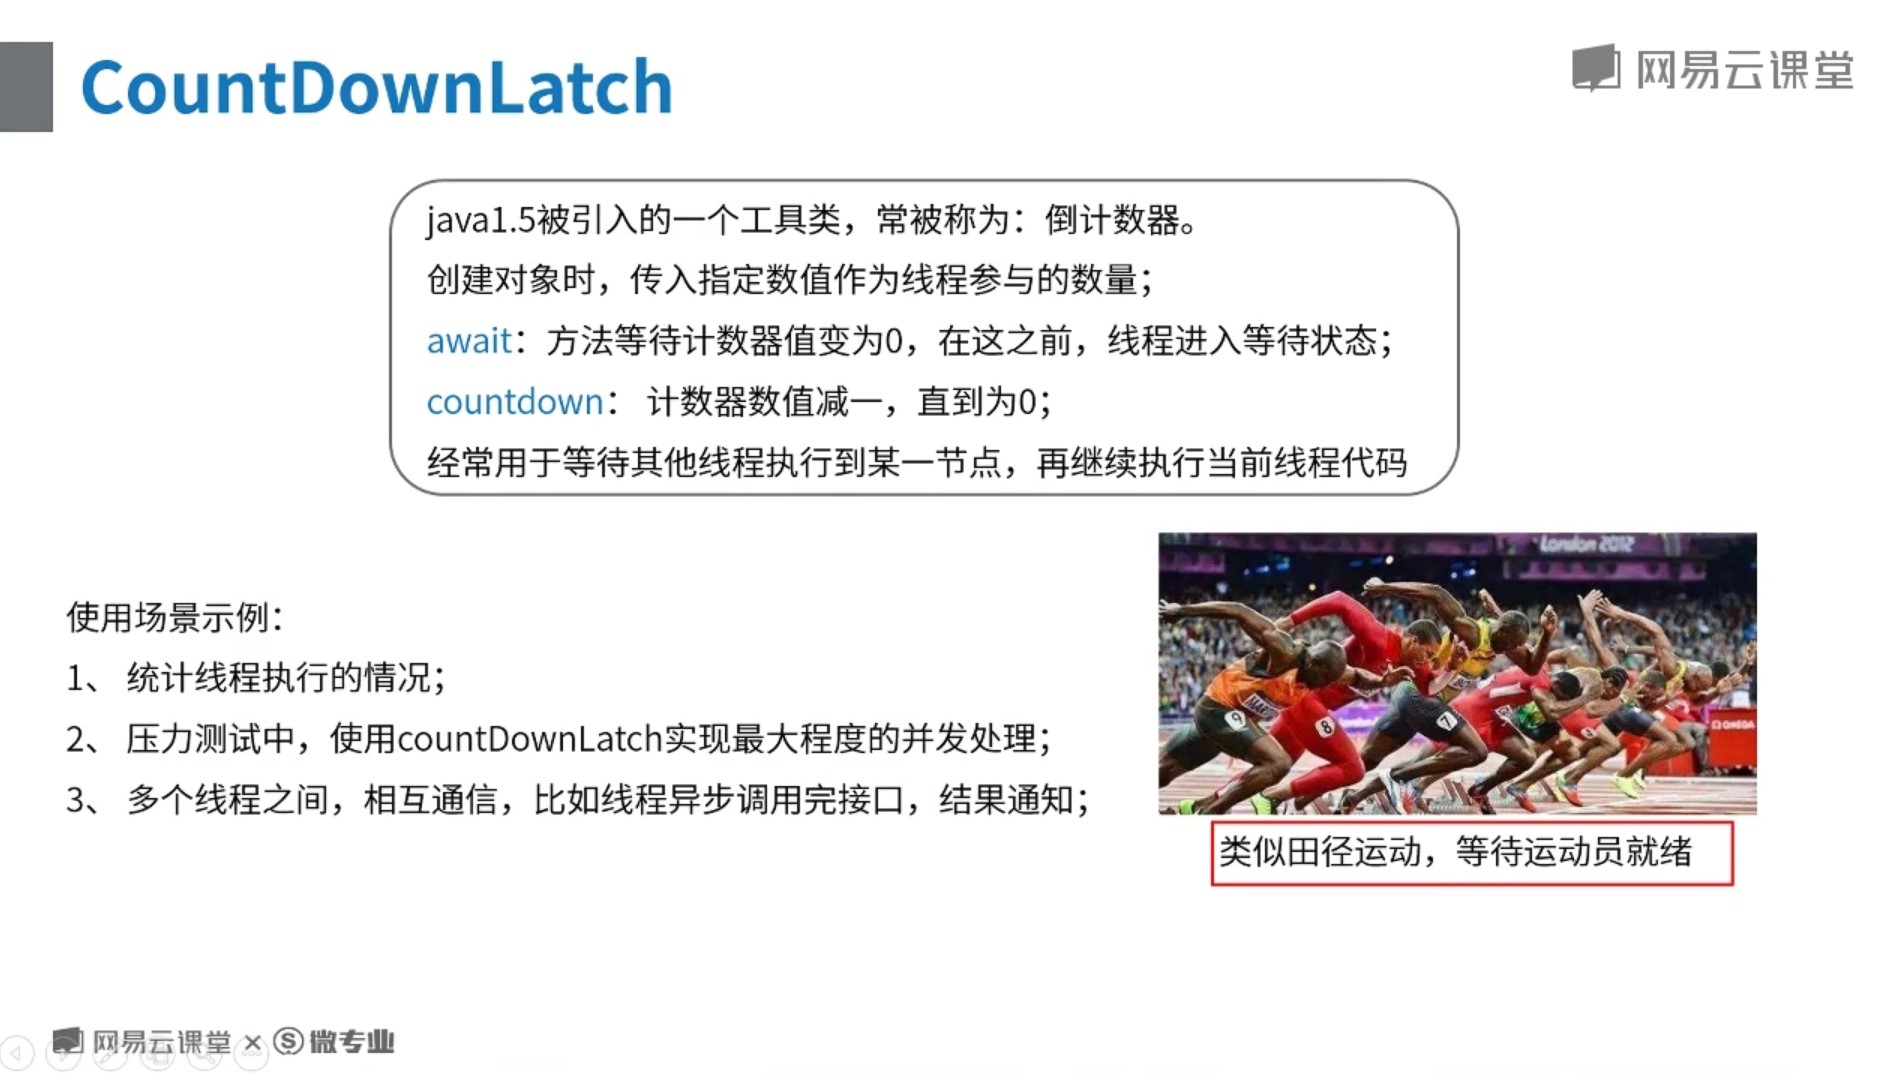 CountDownLatch
网易云课堂
java1.5被引入的一个工具类，常被称为：倒计数器。
创建对象时，传入指定数值作为线程参与的数量；
await：方法等待计数器值变为0，在这之前，线程进入等待状态；
countdown： 计数器数值减一，直到为0；
经常用于等待其他线程执行到某一节点，再继续执行当前线程代码
使用场景示例：
1、 统计线程执行的情况；
2、 压力测试中，使用countDownLatch实现最大程度的并发处理；
3、 多个线程之间，相互通信，比如线程异步调用完接口，结果通知；
London 2012
9
8
7
OMEGA
类似田径运动，等待运动员就绪
网易云课堂 × Ⓢ微专业